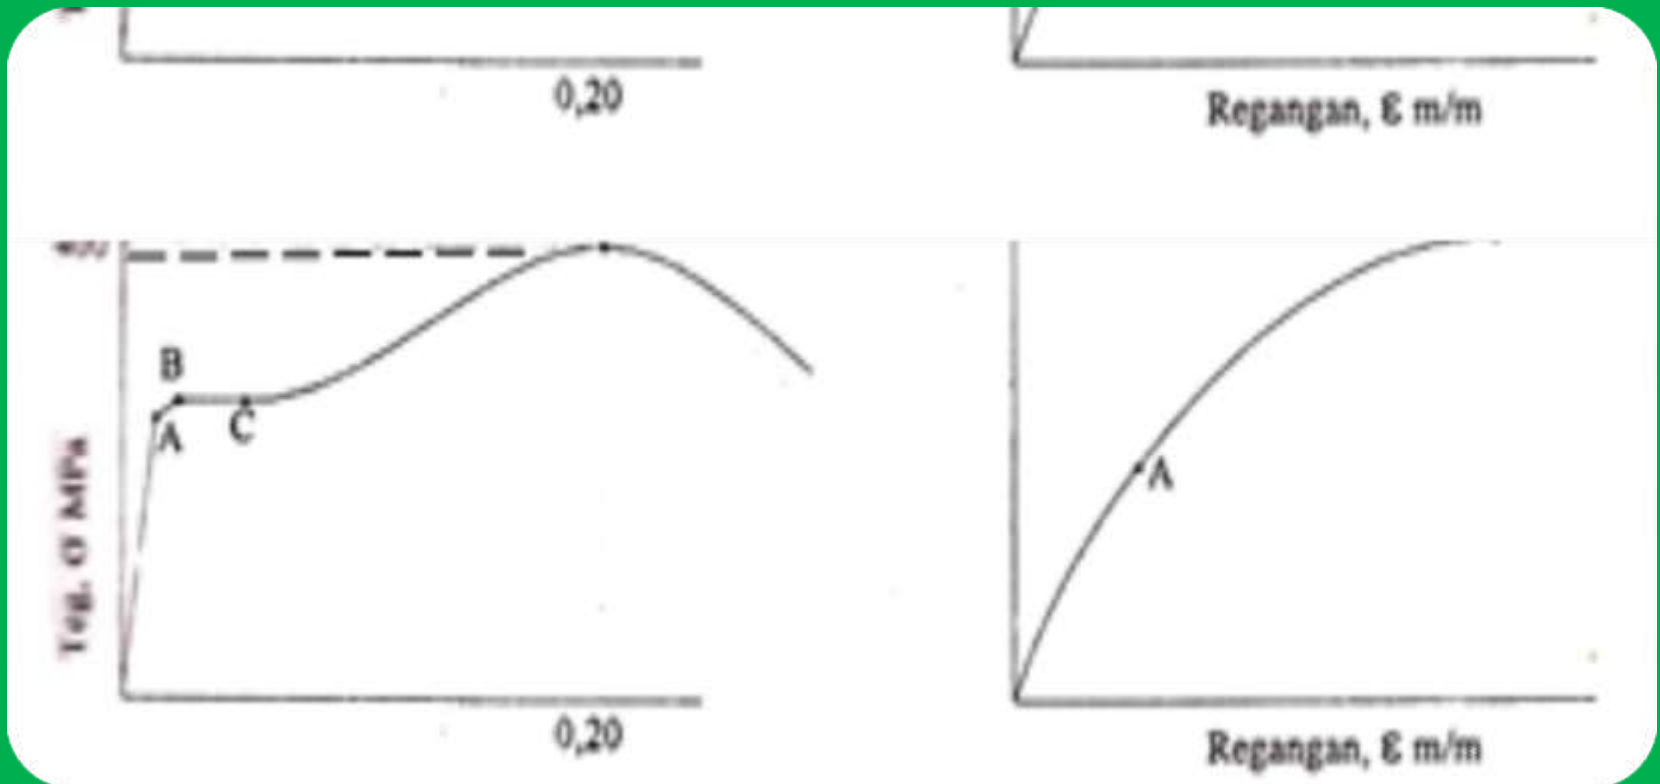 0,20
Regangan, ε m/m
B
A
C
A
Teg. σ MPa
0,20
Regangan, ε m/m